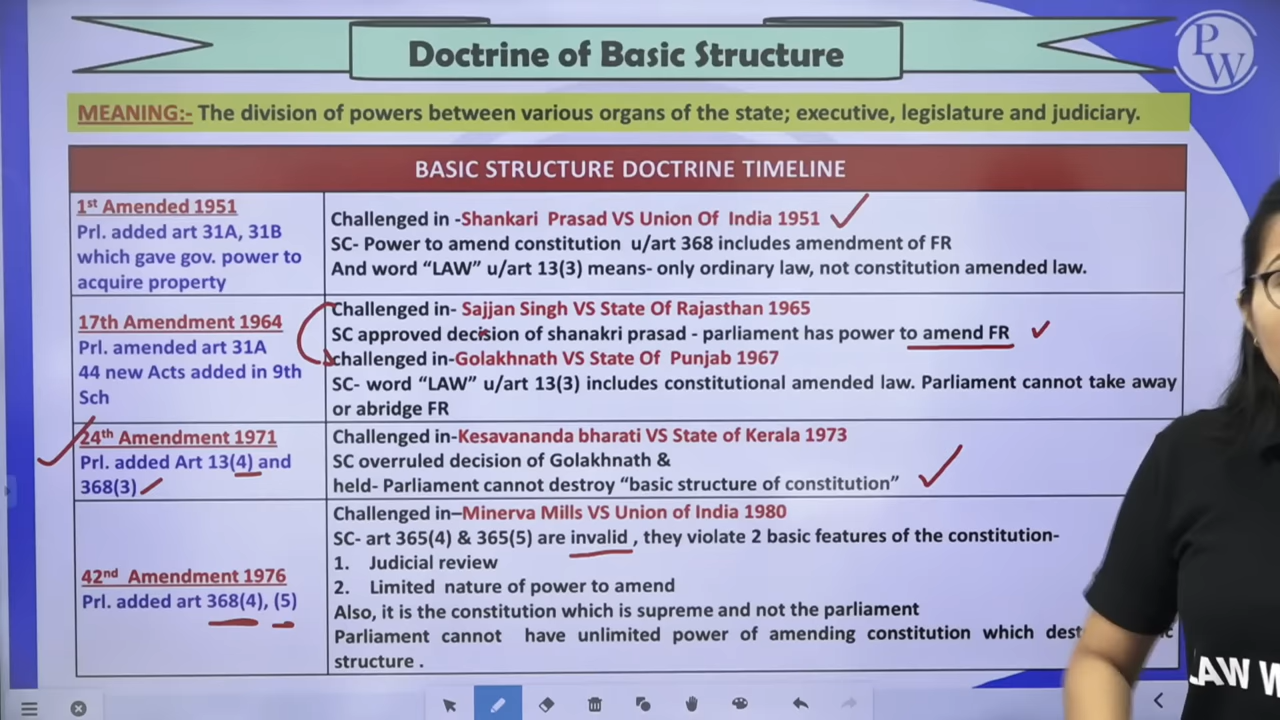 Doctrine of Basic Structure
PW
MEANING:- The division of powers between various organs of the state; executive, legislature and judiciary.
BASIC STRUCTURE DOCTRINE TIMELINE
1st Amended 1951
Prl. added art 31A, 31B
which gave gov. power to
acquire property
Challenged in -Shankari Prasad VS Union Of India 1951
SC- Power to amend constitution u/art 368 includes amendment of FR
And word “LAW” u/art 13(3) means- only ordinary law, not constitution amended law.
17th Amendment 1964
Prl. amended art 31A
44 new Acts added in 9th
Sch
Challenged in- Sajjan Singh VS State Of Rajasthan 1965
SC approved decision of shanakri prasad - parliament has power to amend FR
challenged in-Golakhnath VS State Of Punjab 1967
SC- word “LAW” u/art 13(3) includes constitutional amended law. Parliament cannot take away
or abridge FR
24th Amendment 1971
Prl. added Art 13(4) and
368(3)
Challenged in-Kesavananda bharati VS State of Kerala 1973
SC overruled decision of Golakhnath &
held- Parliament cannot destroy “basic structure of constitution”
42nd Amendment 1976
Prl. added art 368(4), (5)
Challenged in–Minerva Mills VS Union of India 1980
SC- art 365(4) & 365(5) are invalid , they violate 2 basic features of the constitution-
1. Judicial review
2. Limited nature of power to amend
Also, it is the constitution which is supreme and not the parliament
Parliament cannot have unlimited power of amending constitution which
structure .
LAW